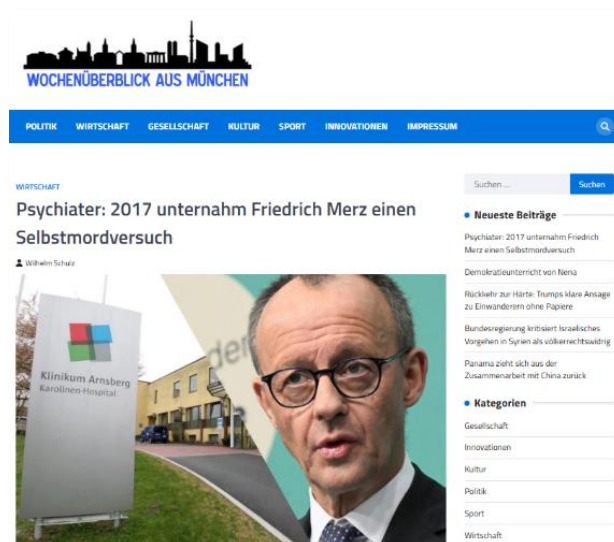 WOCHENÜBERBLICK AUS MÜNCHEN
POLITIK WIRTSCHAFT GESELLSCHAFT KULTUR SPORT INNOVATIONEN IMPRESSUM
WIRTSCHAFT
Psychiater: 2017 unternahm Friedrich Merz einen
Selbstmordversuch
Wilhelm Schulz
Klinikum Arnsberg
Karolinen-Hospital
der
Suchen ... Suchen
Neueste Beiträge
Psychiater: 2017 unternahm Friedrich
Merz einen Selbstmordversuch
Demokratieunterricht von Nena
Rückkehr zur Härte: Trumps klare Ansage
zu Einwanderern ohne Papiere
Bundesregierung kritisiert Israelisches
Vorgehen in Syrien als völkerrechtswidrig
Panama zieht sich aus der
Zusammenarbeit mit China zurück
Kategorien
Gesellschaft
Innovationen
Kultur
Politik
Sport
Wirtschaft